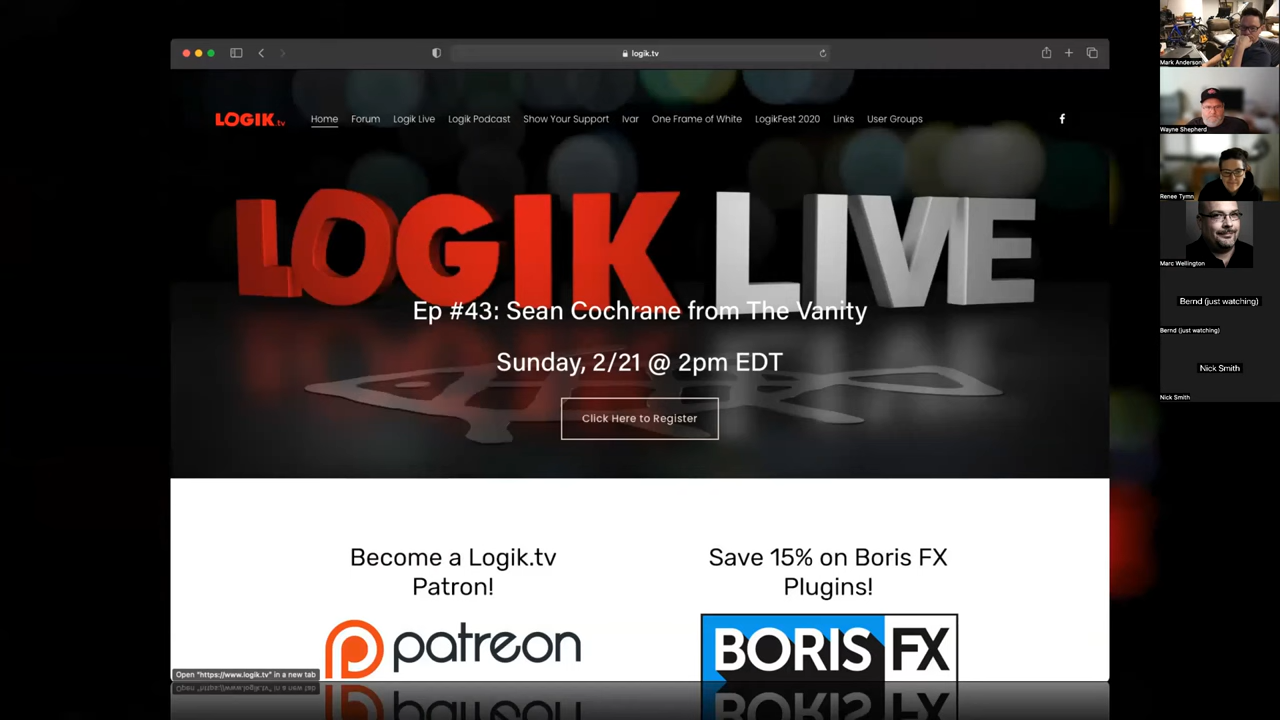 logik.tv
LOGIK.tv
Home Forum Logik Live Logik Podcast Show Your Support Ivar One Frame of White LogikFest 2020 Links User Groups
LOGIK LIVE
Ep #43: Sean Cochrane from The Vanity
Sunday, 2/21 @ 2pm EDT
Click Here to Register
Become a Logik.tv
Patron!
patreon
Save 15% on Boris FX
Plugins!
BORIS FX
Open "https://www.logik.tv" in a new tab
Mark Anderson
Wayne Shepherd
Renee Tymn
Marc Wellington
Bernd (just watching)
Bernd (just watching)
Nick Smith
Nick Smith